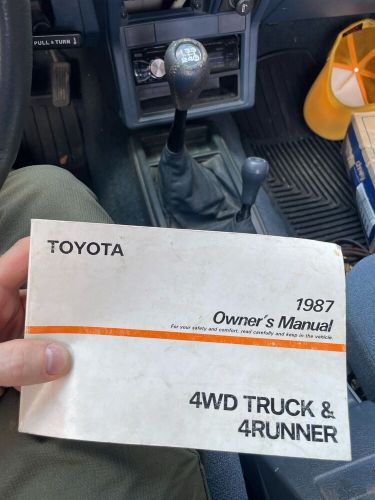 PULL & TURN
TOYOTA
1987
Owner's Manual
For your safety and comfort, read carefully and keep in the vehicle.
4WD TRUCK &
4RUNNER